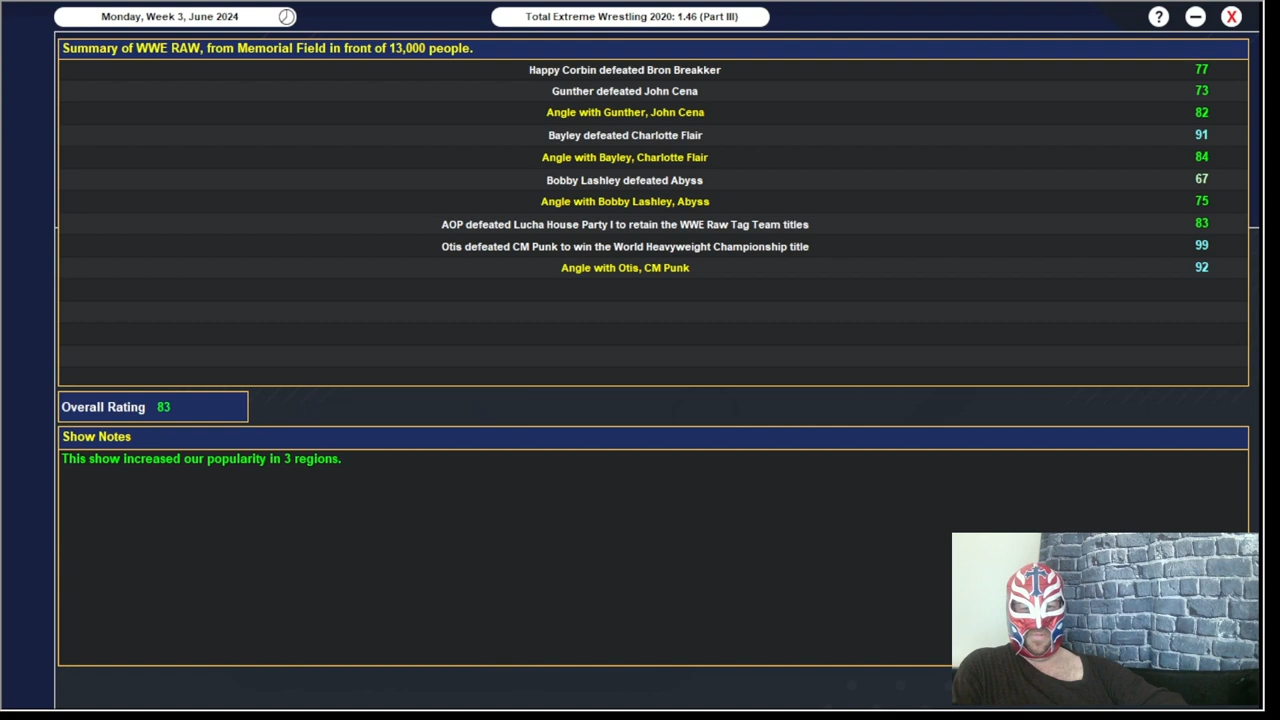 Monday, Week 3, June 2024
Total Extreme Wrestling 2020: 1.46 (Part III)
?
X
Summary of WWE RAW, from Memorial Field in front of 13,000 people.
Happy Corbin defeated Bron Breakker 77
Gunther defeated John Cena 73
Angle with Gunther, John Cena 82
Bayley defeated Charlotte Flair 91
Angle with Bayley, Charlotte Flair 84
Bobby Lashley defeated Abyss 67
Angle with Bobby Lashley, Abyss 75
AOP defeated Lucha House Party I to retain the WWE Raw Tag Team titles 83
Otis defeated CM Punk to win the World Heavyweight Championship title 99
Angle with Otis, CM Punk 92
Overall Rating 83
Show Notes
This show increased our popularity in 3 regions.